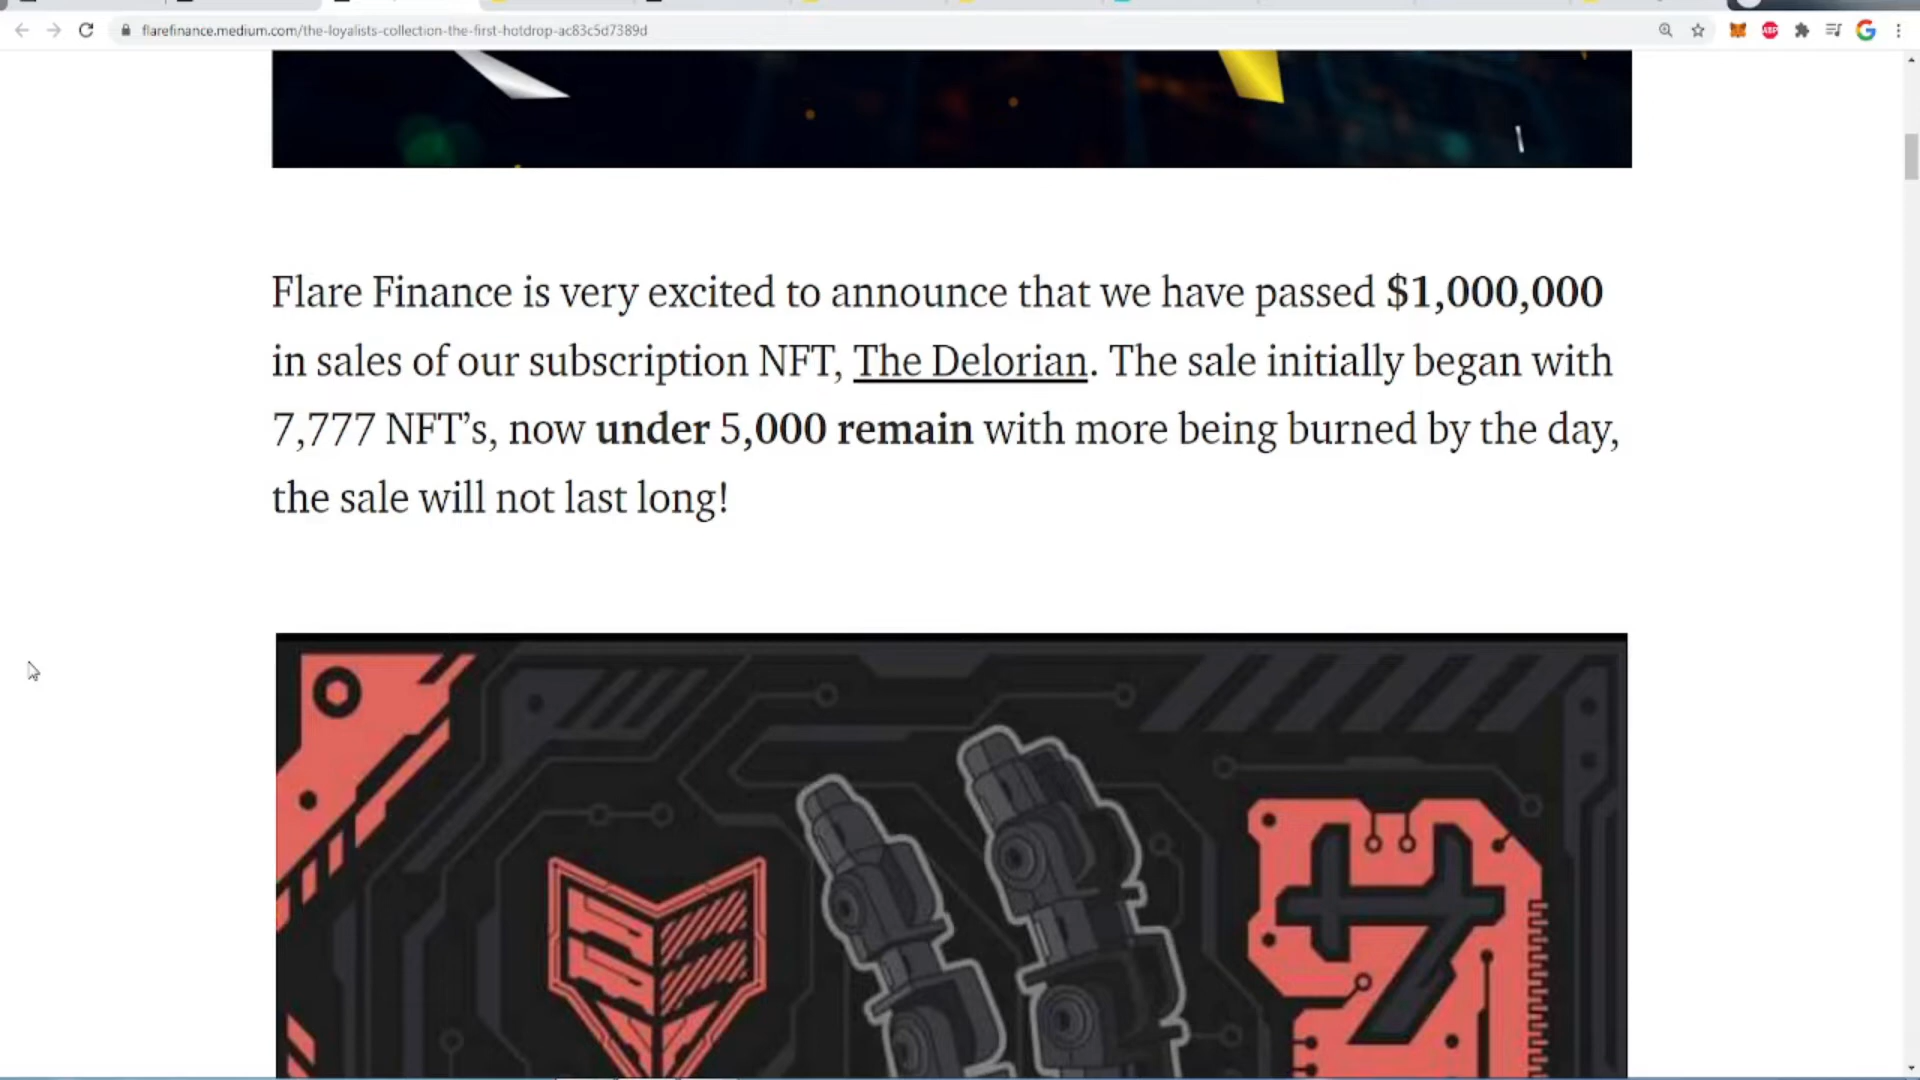 flarefinance.medium.com/the-loyalists-collection-the-first-hotdrop-ac83c5d7389d
ABP
G
Flare Finance is very excited to announce that we have passed $1,000,000
in sales of our subscription NFT, The Delorian. The sale initially began with
7,777 NFT’s, now under 5,000 remain with more being burned by the day,
the sale will not last long!